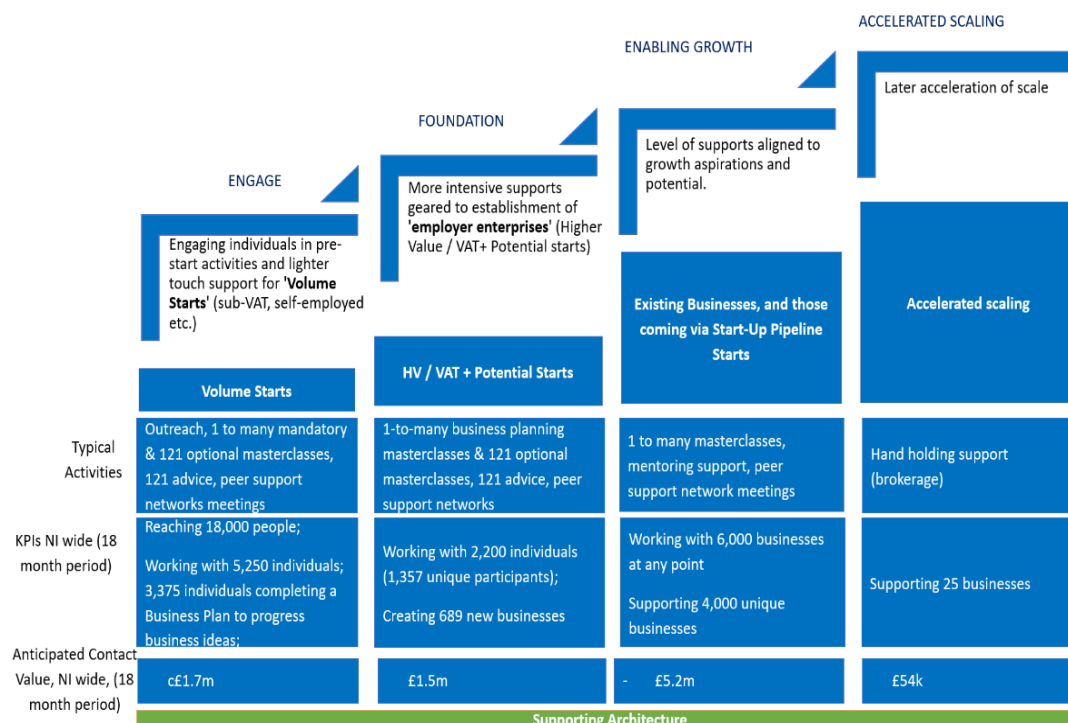 ACCELERATED SCALING
Later acceleration of scale
ENABLING GROWTH
Level of supports aligned to
growth aspirations and
potential.
FOUNDATION
More intensive supports
geared to establishment of
'employer enterprises' (Higher
Value / VAT+ Potential starts)
ENGAGE
Engaging individuals in pre-
start activities and lighter
touch support for 'Volume
Starts' (sub-VAT, self-employed
etc.)
Volume Starts
HV / VAT + Potential Starts
Existing Businesses, and those
coming via Start-Up Pipeline
Starts
Accelerated scaling
Typical
Activities
Outreach, 1 to many mandatory
& 121 optional masterclasses,
121 advice, peer support
networks meetings
1-to-many business planning
masterclasses & 121 optional
masterclasses, 121 advice, peer
support networks
1 to many masterclasses,
mentoring support, peer
support network meetings
Hand holding support
(brokerage)
KPIs NI wide (18
month period)
Reaching 18,000 people;
Working with 5,250 individuals;
3,375 individuals completing a
Business Plan to progress
business ideas;
Working with 2,200 individuals
(1,357 unique participants);
Creating 689 new businesses
Working with 6,000 businesses
at any point
Supporting 4,000 unique
businesses
Supporting 25 businesses
Anticipated Contact
Value, NI wide, (18
month period)
c£1.7m
£1.5m
- £5.2m
£54k
Supporting Architecture